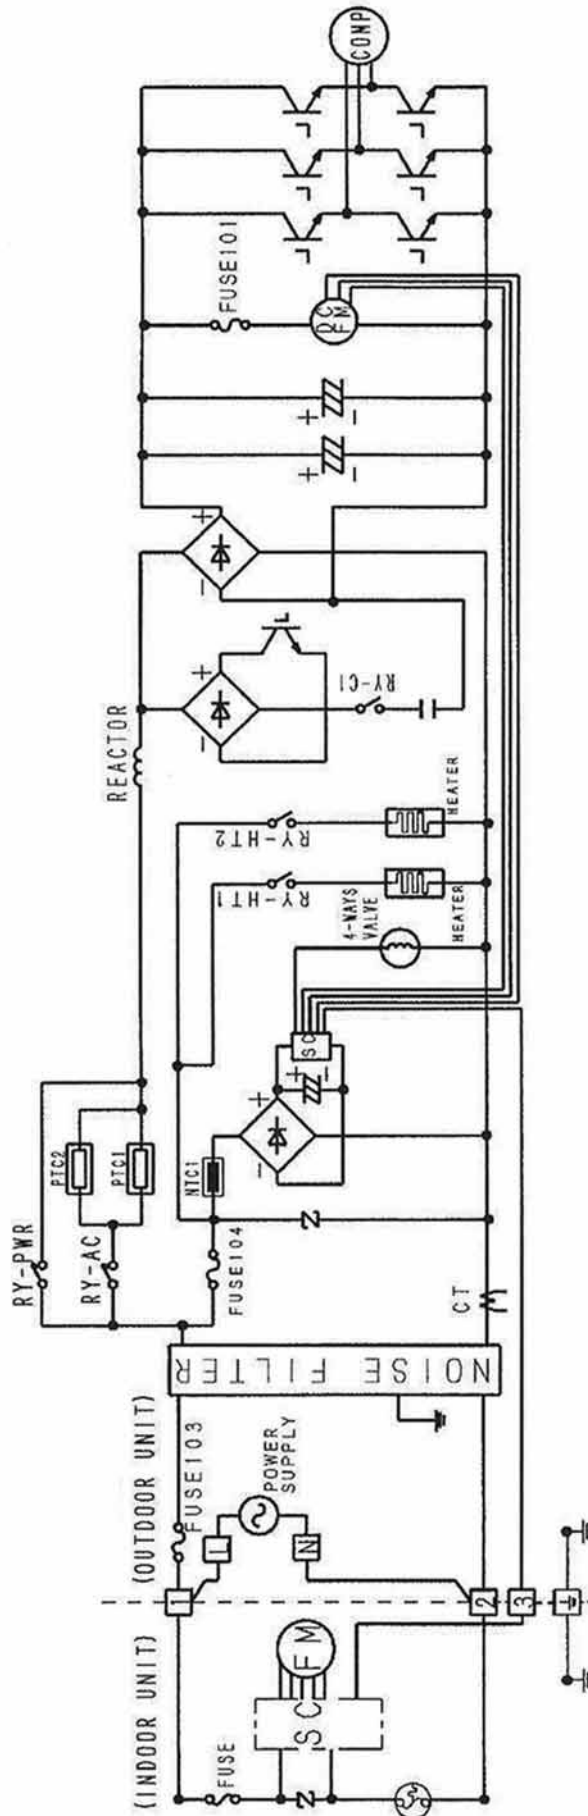 (INDOOR UNIT)
(OUTDOOR UNIT)
FUSE
SC
FM
1
2
3
L
N
POWER
SUPPLY
FUSE103
NOISE FILTER
RY-PWR
RY-AC
FUSE104
CT
PTC2
PTC1
NTC1
Z
Z
+
-
+
-
SC
4-WAYS
VALVE
RY-HT1
HEATER
RY-HT2
HEATER
REACTOR
+
-
RY-C1
+
-
+
-
+
-
FUSE101
DC
FM
COMP